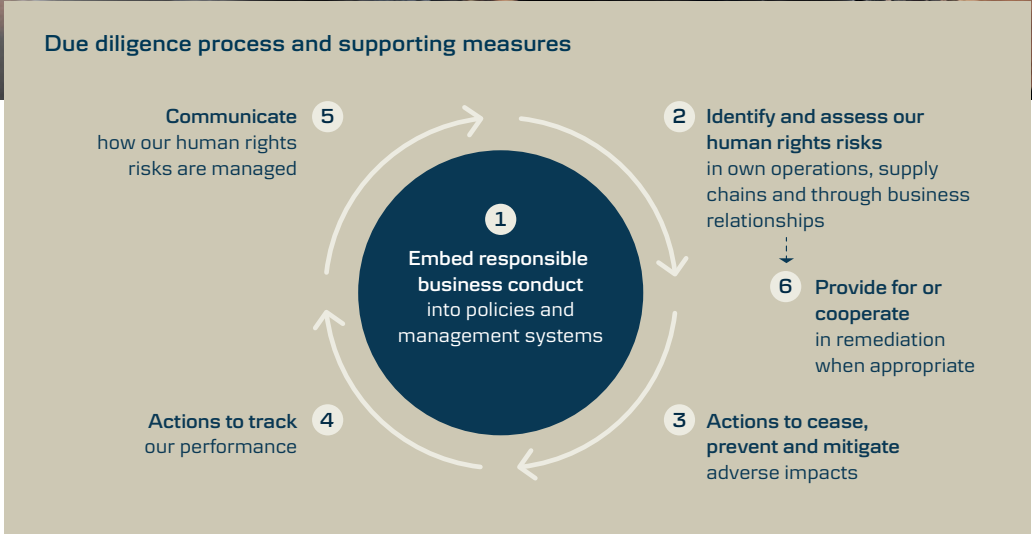 Due diligence process and supporting measures
1
Embed responsible
business conduct
into policies and
management systems
2
Identify and assess our
human rights risks
in own operations, supply
chains and through business
relationships
6
Provide for or
cooperate
in remediation
when appropriate
3
Actions to cease,
prevent and mitigate
adverse impacts
4
Actions to track
our performance
5
Communicate
how our human rights
risks are managed